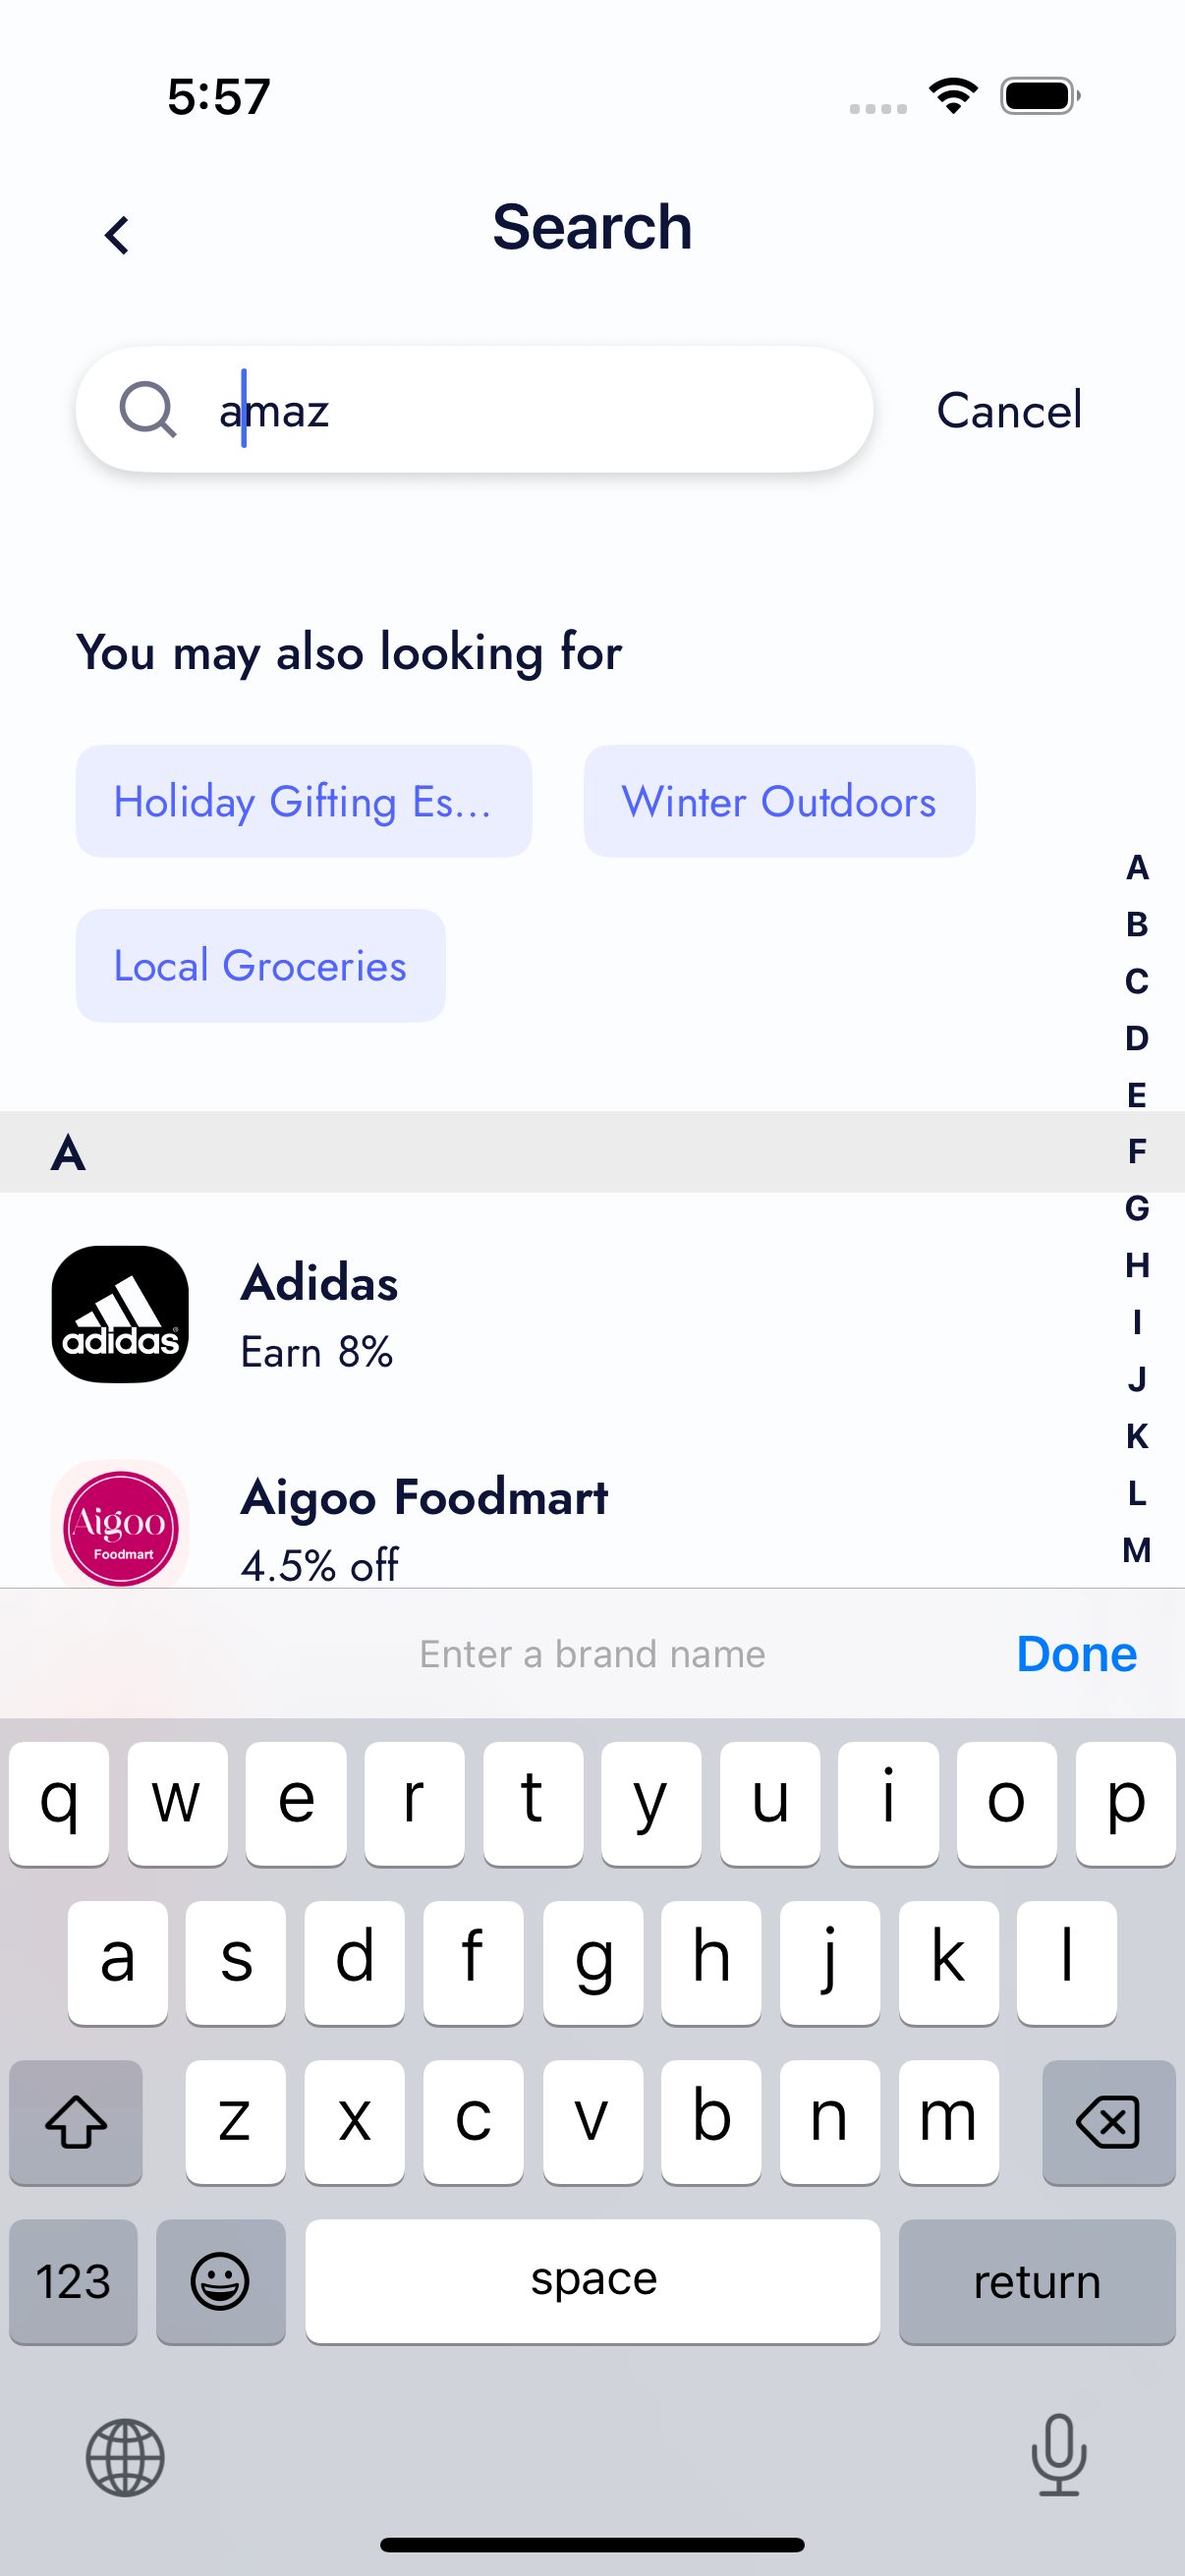 5:57
Search
amaz
Cancel
You may also looking for
Holiday Gifting Es...
Winter Outdoors
Local Groceries
A
B
C
D
E
F
G
H
I
J
K
L
M
A
adidas
Adidas
Earn 8%
Aigoo
Foodmart
Aigoo Foodmart
4.5% off
Enter a brand name
Done
q w e r t y u i o p
a s d f g h j k l
z x c v b n m
123 space return